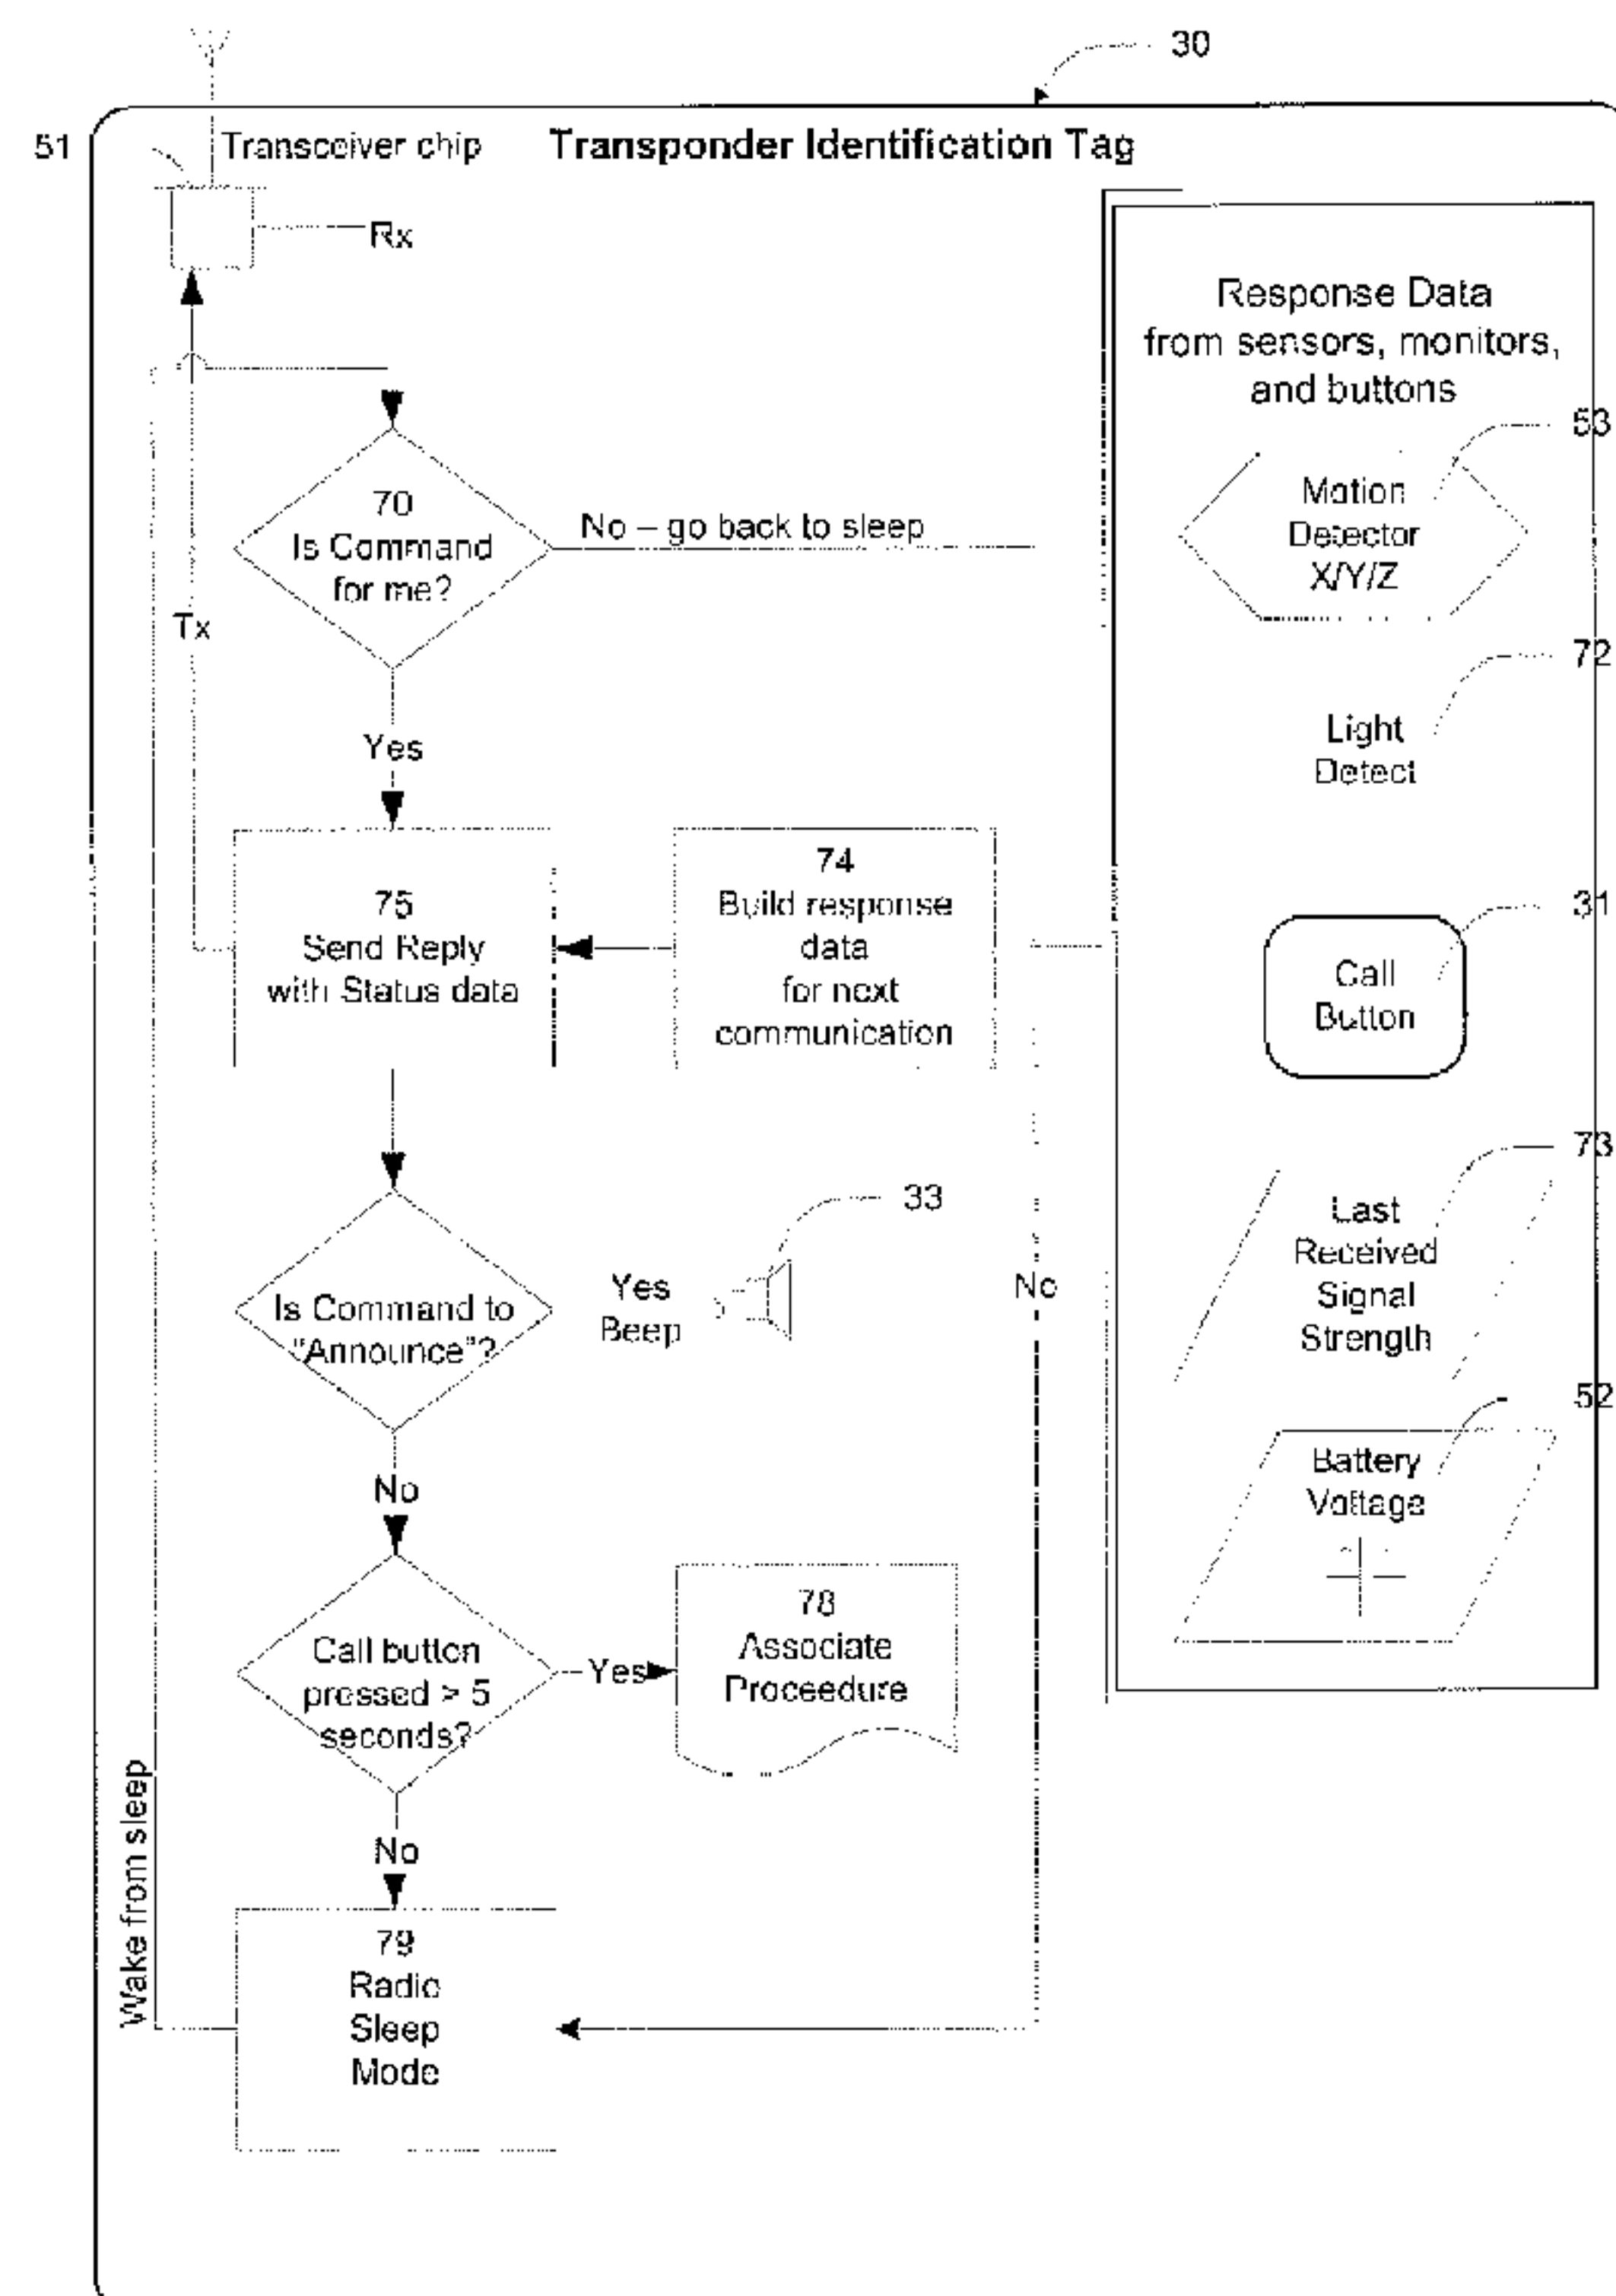 30
51
Transceiver chip
Transponder Identification Tag
Rx
Response Data
from sensors, monitors,
and buttons
53
Motion
Detector
X/Y/Z
70
Is Command
for me?
No – go back to sleep
Tx
72
Light
Detect
Yes
75
Send Reply
with Status data
74
Build response
data
for next
communication
31
Call
Button
73
Last
Received
Signal
Strength
33
Yes
Beep
Is Command to
"Announce"?
No
52
Battery
Voltage
No
Call button
pressed > 5
seconds?
Yes
78
Associate
Proceedure
Wake from sleep
No
79
Radio
Sleep
Mode